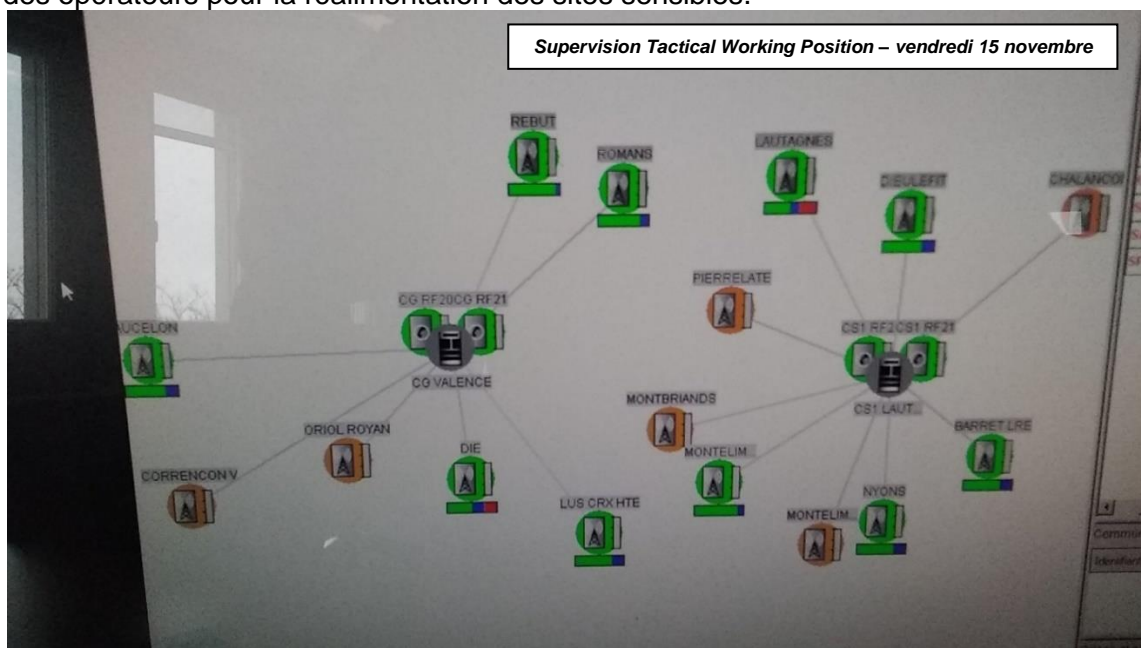 des opérateurs pour la réalimentation des sites sensibles.
Supervision Tactical Working Position – vendredi 15 novembre
REBUT
ROMANS
LAUTAGNES
DIEULEFIT
PIERRELATE
CG RF20CG RF21
CS1 RF2CS1 RF21
UCELON
CG VALENCE
MONTBRIANDS
CS1 LAUT...
ORIOL ROYAN
DIE
MONTELIM...
BARRET LRE
CORRENCON V
LUS CRX HTE
MONTELIM...
NYONS